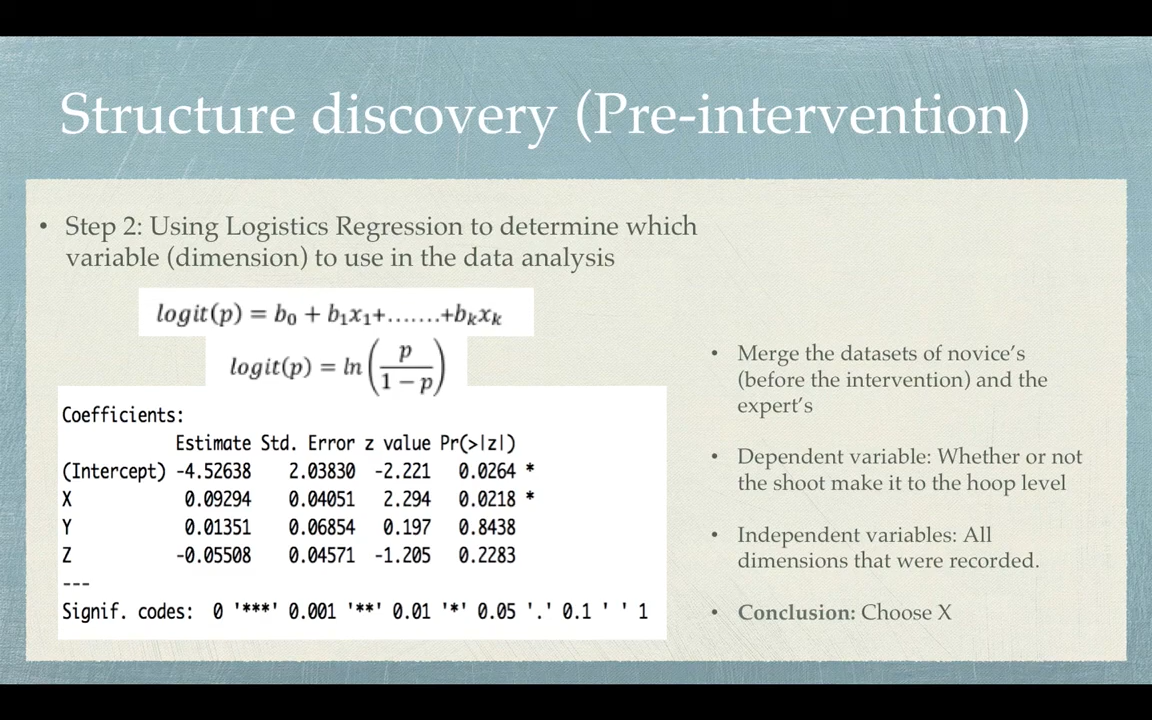 Structure discovery (Pre-intervention)
• Step 2: Using Logistics Regression to determine which
variable (dimension) to use in the data analysis
logit(p) = b₀ + b₁x₁+.......+bₖxₖ
logit(p) = ln(p / (1 − p))
Coefficients:
Estimate Std. Error z value Pr(>|z|)
(Intercept) -4.52638 2.03830 -2.221 0.0264 *
X 0.09294 0.04051 2.294 0.0218 *
Y 0.01351 0.06854 0.197 0.8438
Z -0.05508 0.04571 -1.205 0.2283
---
Signif. codes: 0 '***' 0.001 '**' 0.01 '*' 0.05 '.' 0.1 ' ' 1
• Merge the datasets of novice's
(before the intervention) and the
expert's
• Dependent variable: Whether or not
the shoot make it to the hoop level
• Independent variables: All
dimensions that were recorded.
• Conclusion: Choose X